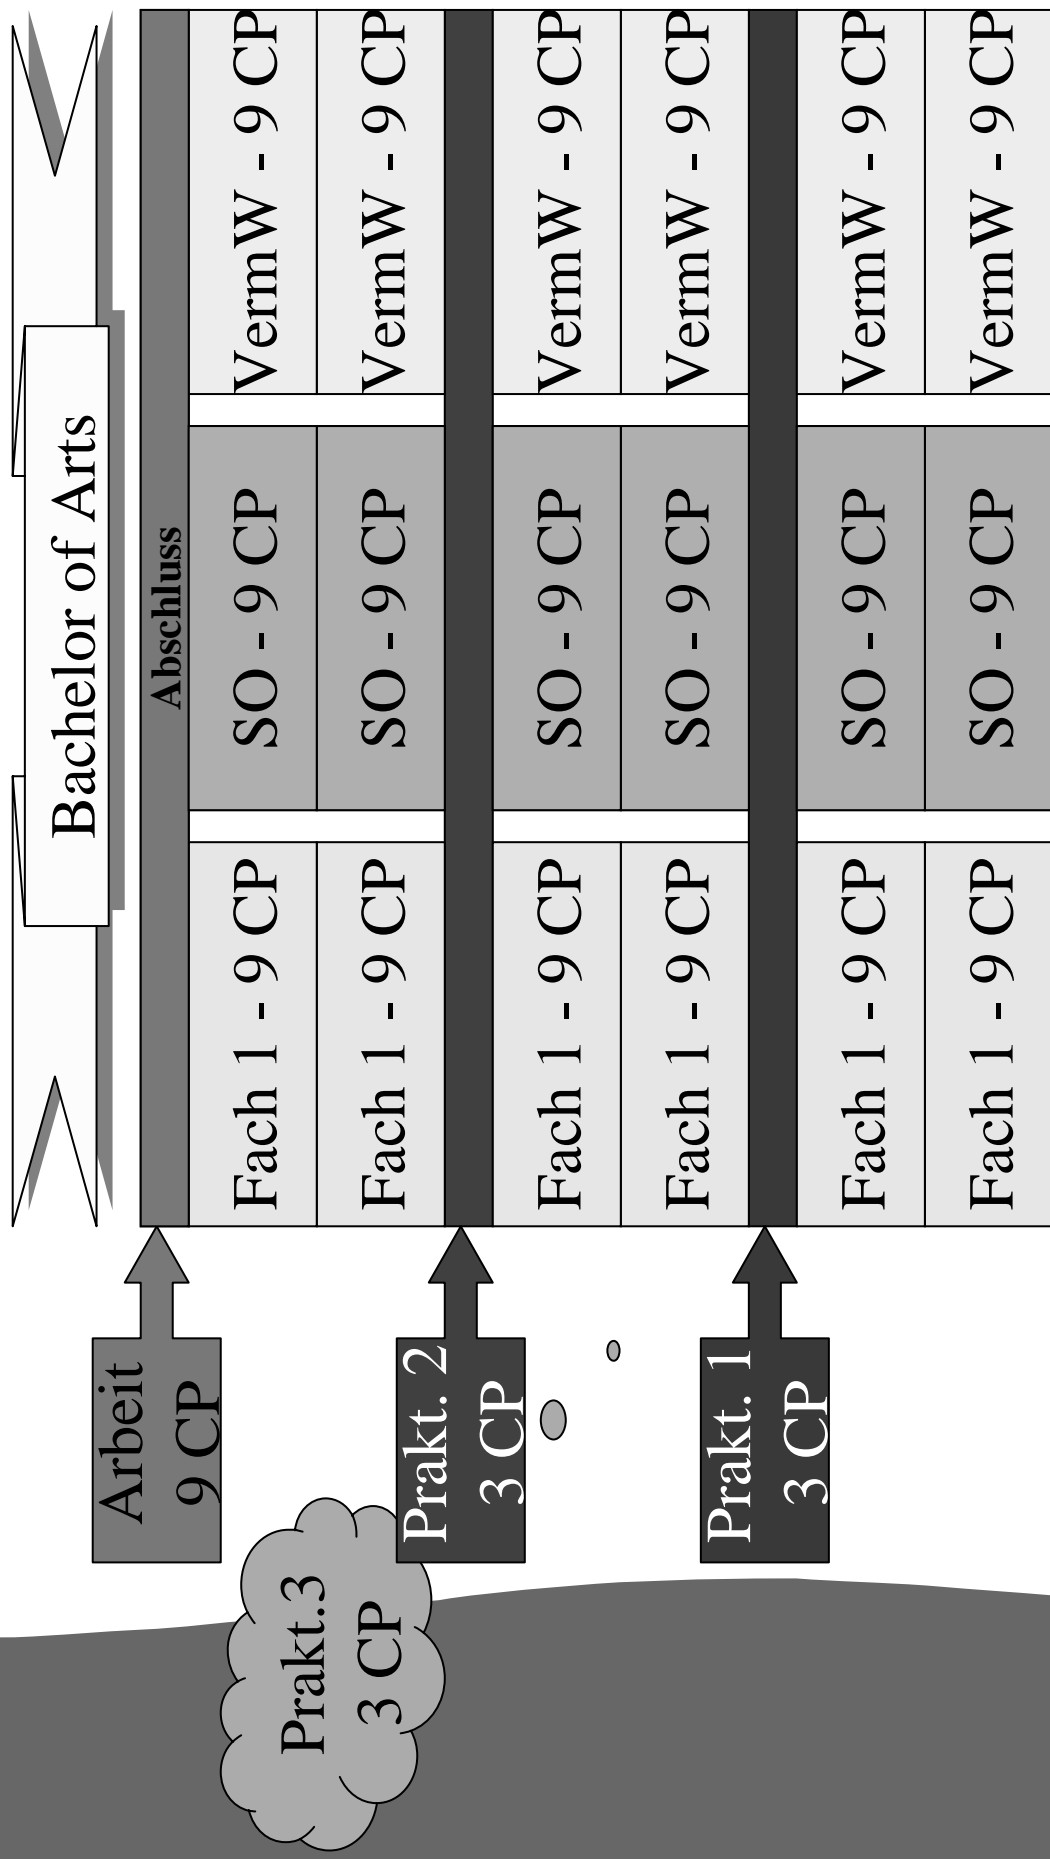 Bachelor of Arts
Arbeit
9 CP
Abschluss
Fach 1 - 9 CP
SO - 9 CP
VermW - 9 CP
Prakt.3
3 CP
Fach 1 - 9 CP
SO - 9 CP
VermW - 9 CP
Prakt. 2
3 CP
Fach 1 - 9 CP
SO - 9 CP
VermW - 9 CP
Fach 1 - 9 CP
SO - 9 CP
VermW - 9 CP
Prakt. 1
3 CP
Fach 1 - 9 CP
SO - 9 CP
VermW - 9 CP
Fach 1 - 9 CP
SO - 9 CP
VermW - 9 CP